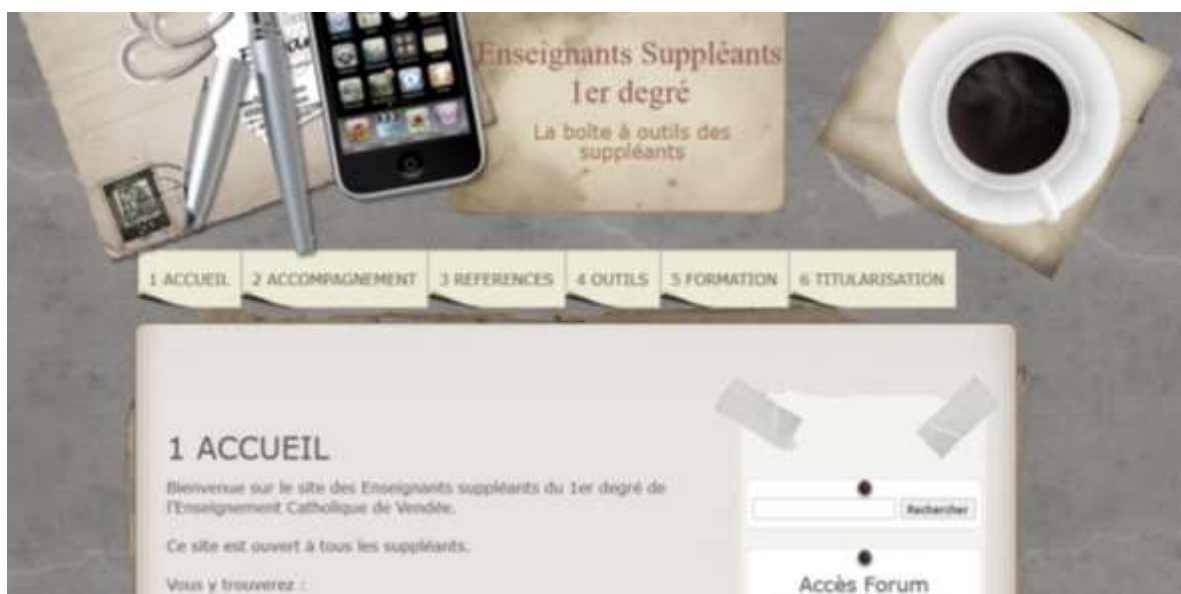 Enseignants Suppléants
1er degré
La boîte à outils des
suppléants
1 ACCUEIL
2 ACCOMPAGNEMENT
3 REFERENCES
4 OUTILS
5 FORMATION
6 TITULARISATION
1 ACCUEIL
Bienvenue sur le site des Enseignants suppléants du 1er degré de
l'Enseignement Catholique de Vendée.
Ce site est ouvert à tous les suppléants.
Vous y trouverez :
Rechercher
Accès Forum